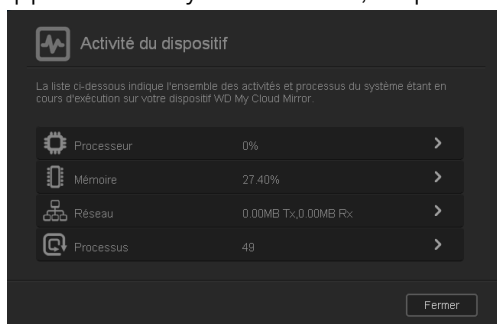 Activité du dispositif
La liste ci-dessous indique l'ensemble des activités et processus du système étant en
cours d'exécution sur votre dispositif WD My Cloud Mirror.
Processeur 0%
Mémoire 27.40%
Réseau 0.00MB Tx,0.00MB Rx
Processus 49
Fermer